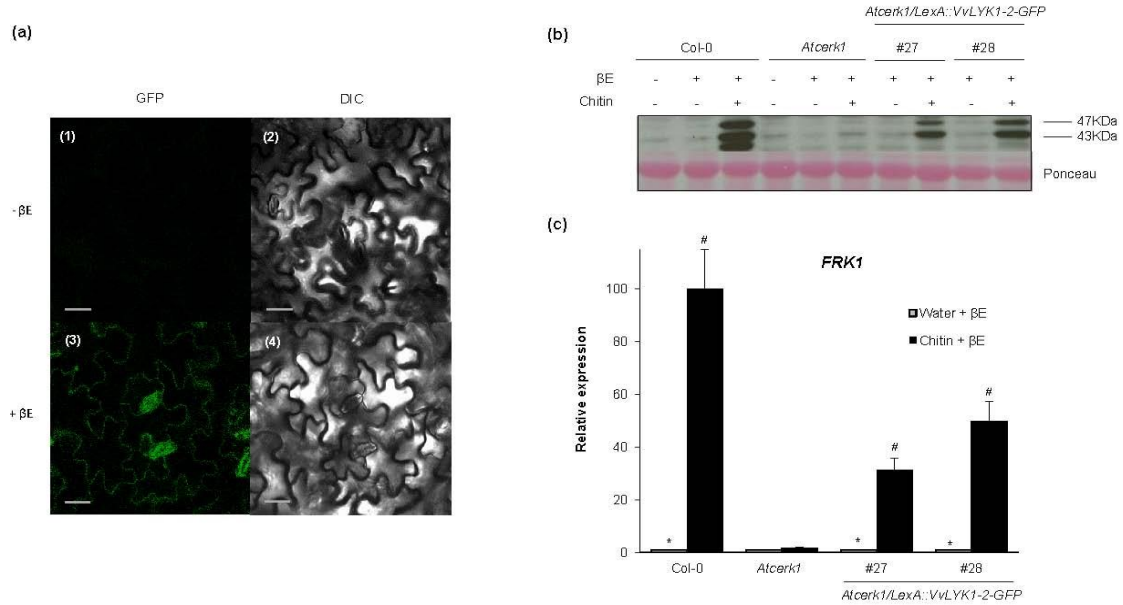 (a)
GFP DIC
(1) (2)
- βE
(3) (4)
+ βE
(b)
Atcerk1/LexA::VvLYK1-2-GFP
Col-0 Atcerk1 #27 #28
βE - + + - + + + + + +
Chitin - - + - - + - + - +
47KDa
43KDa
Ponceau
(c)
FRK1
Relative expression
100
80
60
40
20
0
Water + βE
Chitin + βE
# # #
* * *
Col-0 Atcerk1 #27 #28
Atcerk1/LexA::VvLYK1-2-GFP